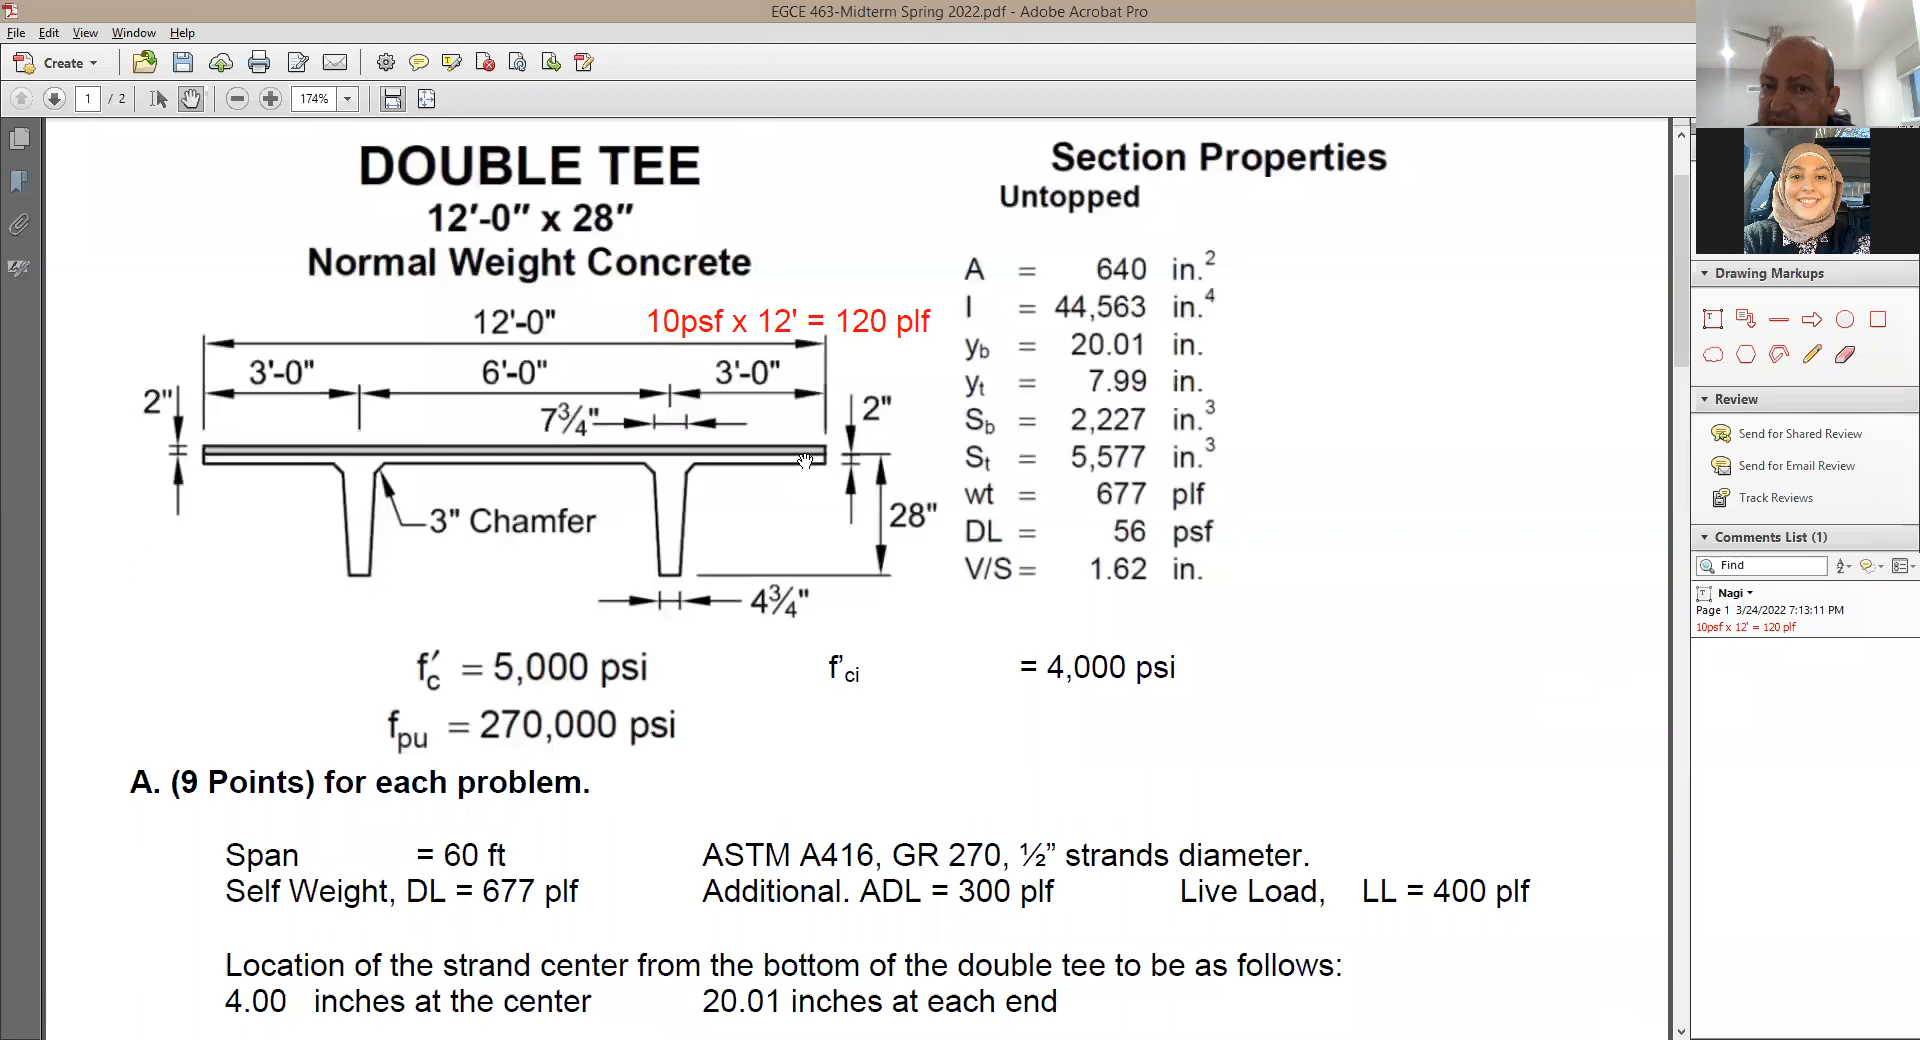 EGCE 463-Midterm Spring 2022.pdf - Adobe Acrobat Pro
File Edit View Window Help
Create
1 / 2 174%
DOUBLE TEE
12'-0" x 28"
Normal Weight Concrete
12'-0" 10psf x 12' = 120 plf
3'-0" 6'-0" 3'-0"
2" 7¾" 2"
3" Chamfer 28"
4¾"
Section Properties
Untopped
A = 640 in.²
I = 44,563 in.⁴
yb = 20.01 in.
yt = 7.99 in.
Sb = 2,227 in.³
St = 5,577 in.³
wt = 677 plf
DL = 56 psf
V/S = 1.62 in.
f'c = 5,000 psi f'ci = 4,000 psi
fpu = 270,000 psi
A. (9 Points) for each problem.
Span = 60 ft ASTM A416, GR 270, ½” strands diameter.
Self Weight, DL = 677 plf Additional. ADL = 300 plf Live Load, LL = 400 plf
Location of the strand center from the bottom of the double tee to be as follows:
4.00 inches at the center 20.01 inches at each end
Drawing Markups
Review
Send for Shared Review
Send for Email Review
Track Reviews
Comments List (1)
Find
Nagi
Page 1 3/24/2022 7:13:11 PM
10psf x 12' = 120 plf